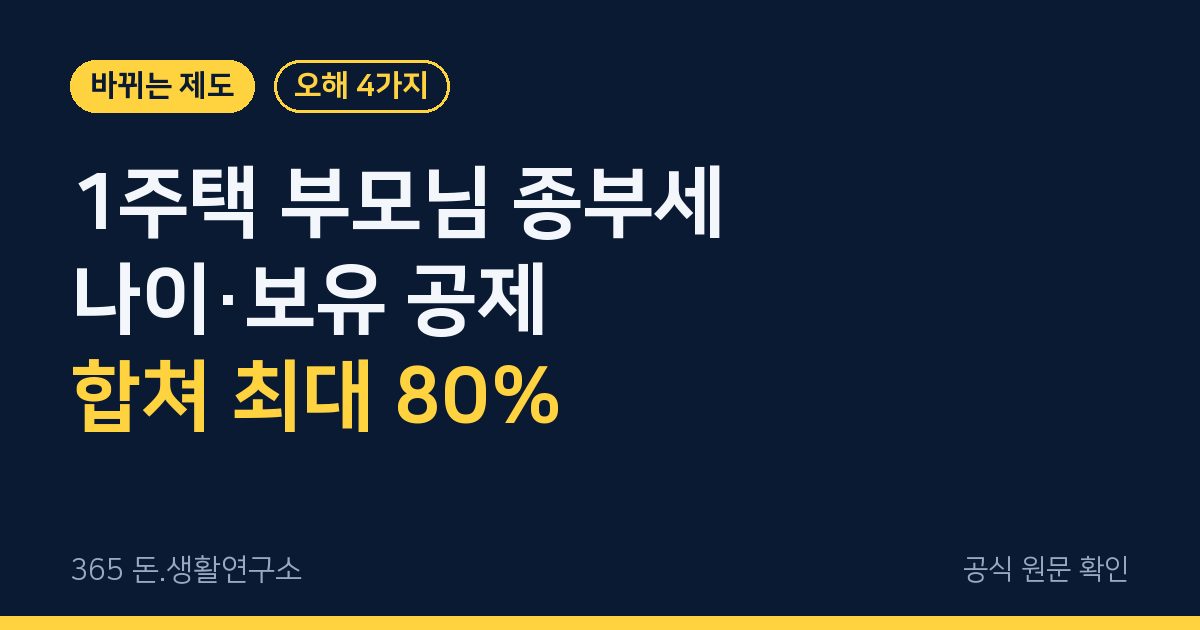 바뀌는 제도
오해 4가지
1주택 부모님 종부세
나이·보유 공제
합쳐 최대 80%
365 돈.생활연구소
공식 원문 확인